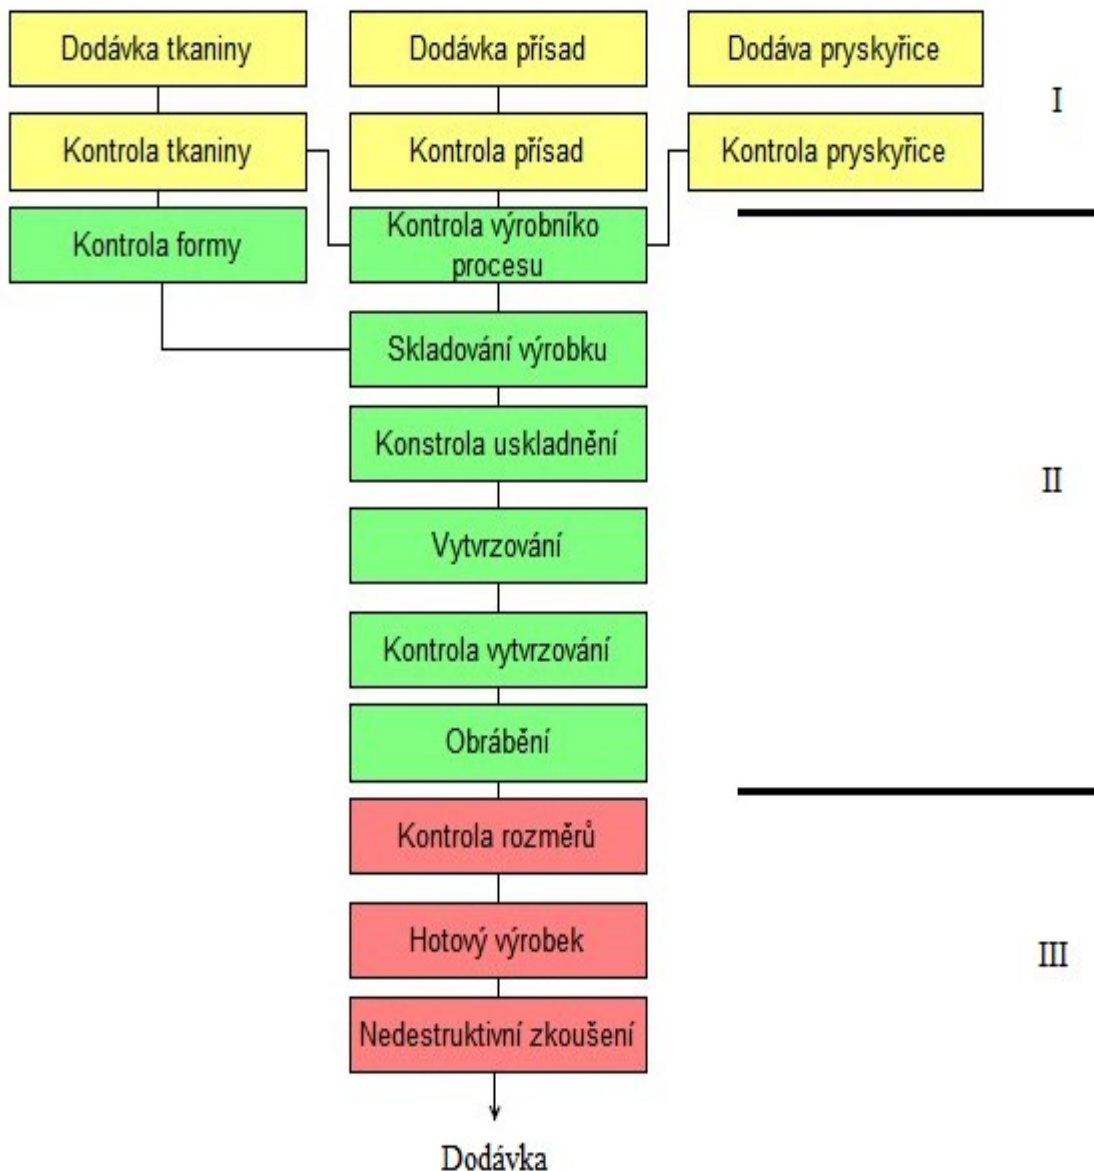 Dodávka tkaniny
Dodávka přísad
Dodáva pryskyřice
I
Kontrola tkaniny
Kontrola přísad
Kontrola pryskyřice
Kontrola formy
Kontrola výrobníko
procesu
Skladování výrobku
Konstrola uskladnění
II
Vytvrzování
Kontrola vytvrzování
Obrábění
Kontrola rozměrů
Hotový výrobek
III
Nedestruktivní zkoušení
Dodávka